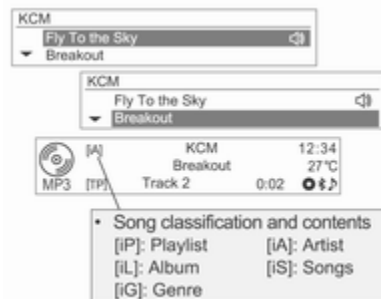 KCM
Fly To the Sky
Breakout
KCM
Fly To the Sky
Breakout
[iA] KCM 12:34
Breakout 27°C
MP3 [TP] Track 2 0:02
• Song classification and contents
[iP]: Playlist [iA]: Artist
[iL]: Album [iS]: Songs
[iG]: Genre